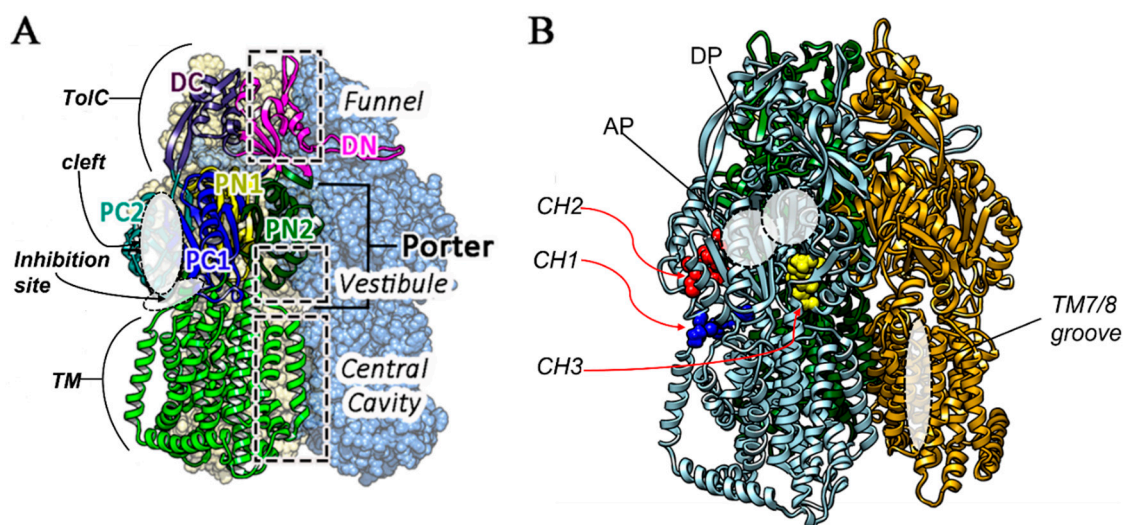 A
TolC
DC
Funnel
DN
cleft
PN1
PC2
PN2
Porter
PC1
Inhibition
site
Vestibule
TM
Central
Cavity
B
DP
AP
CH2
CH1
CH3
TM7/8
groove